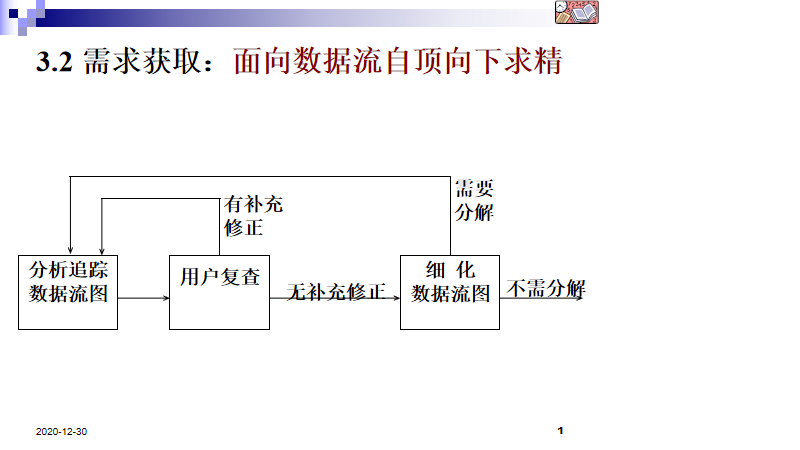 3.2 需求获取：面向数据流自顶向下求精
需要
分解
有补充
修正
分析追踪
数据流图
用户复查
无补充修正
细 化
数据流图
不需分解
2020-12-30
1